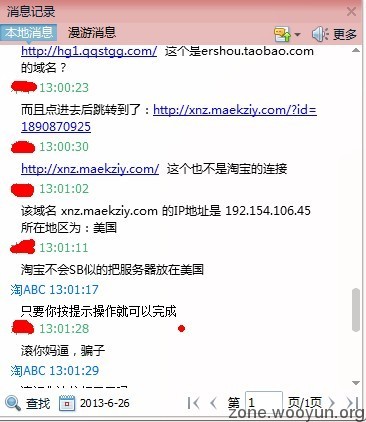 消息记录
本地消息 漫游消息
更多
http://hg1.qqstgg.com/ 这个是ershou.taobao.com
的域名？
13:00:23
而且点进去后跳转到了：http://xnz.maekziy.com/?id=
1890870925
13:00:30
http://xnz.maekziy.com/ 这个也不是淘宝的连接
13:01:02
该域名 xnz.maekziy.com 的IP地址是 192.154.106.45
所在地区为：美国
13:01:11
淘宝不会SB似的把服务器放在美国
淘ABC 13:01:17
只要你按提示操作就可以完成
13:01:28
滚你妈逼，骗子
淘ABC 13:01:29
查找 2013-6-26 第 1 页/1页
zone.wooyun.org